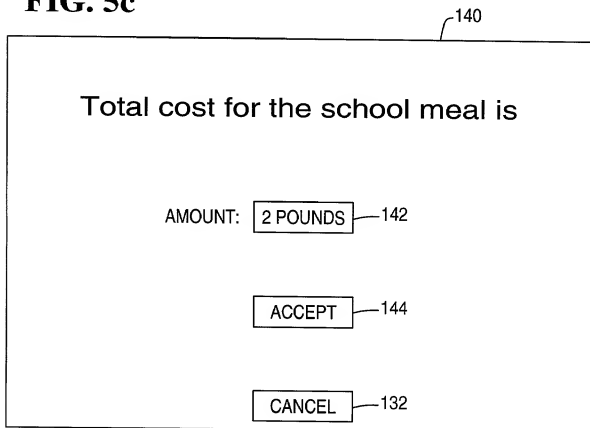 FIG. 5c
140
Total cost for the school meal is
AMOUNT: 2 POUNDS 142
ACCEPT 144
CANCEL 132